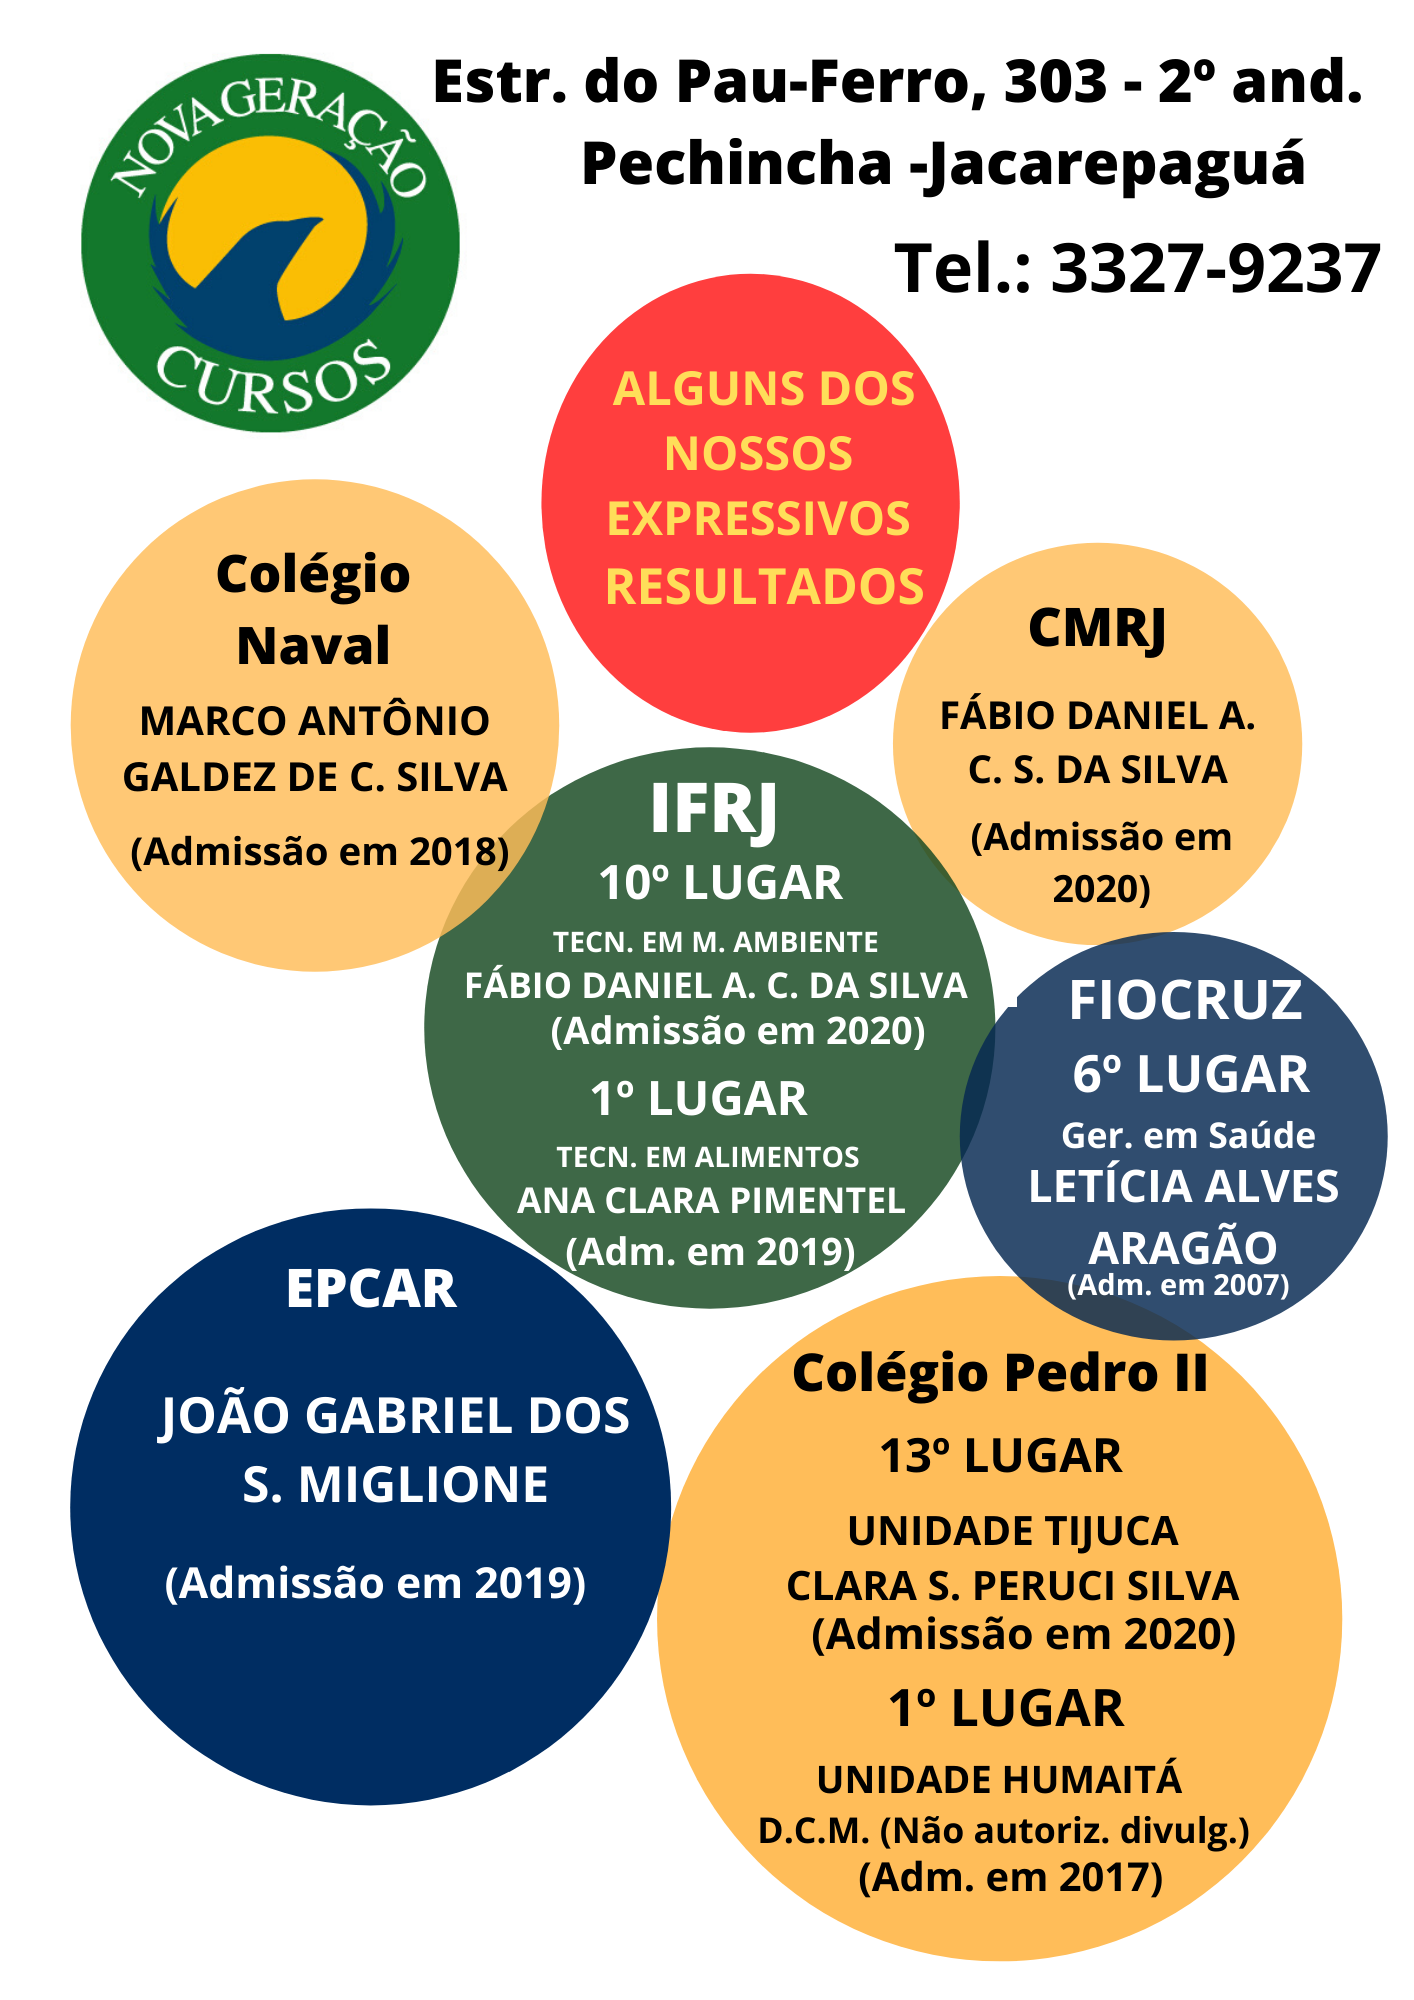 NOVA GERAÇÃO
CURSOS
Estr. do Pau-Ferro, 303 - 2º and.
Pechincha -Jacarepaguá
Tel.: 3327-9237
ALGUNS DOS
NOSSOS
EXPRESSIVOS
RESULTADOS
Colégio
Naval
MARCO ANTÔNIO
GALDEZ DE C. SILVA
(Admissão em 2018)
CMRJ
FÁBIO DANIEL A.
C. S. DA SILVA
(Admissão em
2020)
IFRJ
10º LUGAR
TECN. EM M. AMBIENTE
FÁBIO DANIEL A. C. DA SILVA
(Admissão em 2020)
1º LUGAR
TECN. EM ALIMENTOS
ANA CLARA PIMENTEL
(Adm. em 2019)
FIOCRUZ
6º LUGAR
Ger. em Saúde
LETÍCIA ALVES
ARAGÃO
(Adm. em 2007)
EPCAR
JOÃO GABRIEL DOS
S. MIGLIONE
(Admissão em 2019)
Colégio Pedro II
13º LUGAR
UNIDADE TIJUCA
CLARA S. PERUCI SILVA
(Admissão em 2020)
1º LUGAR
UNIDADE HUMAITÁ
D.C.M. (Não autoriz. divulg.)
(Adm. em 2017)